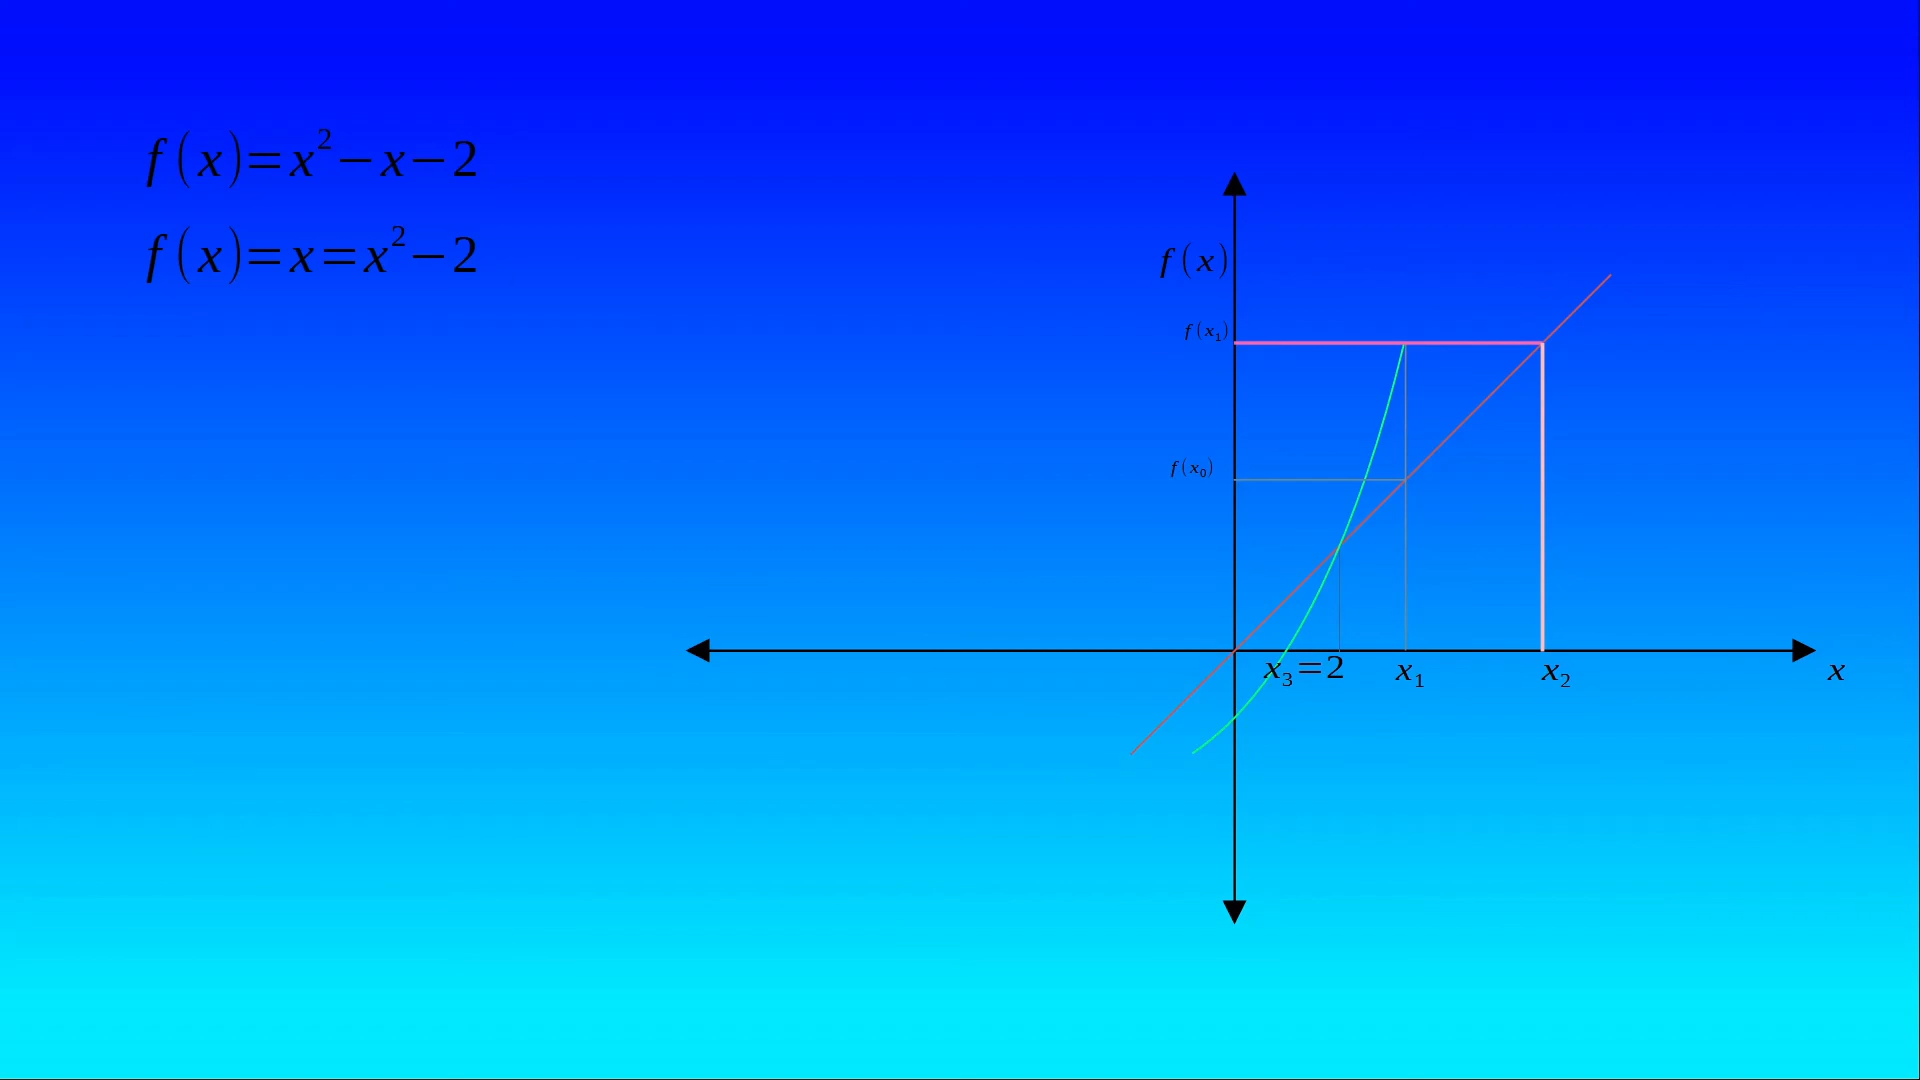 f(x)=x²−x−2
f(x)=x=x²−2
f(x)
f(x₁)
f(x₀)
x₃=2
x₁
x₂
x